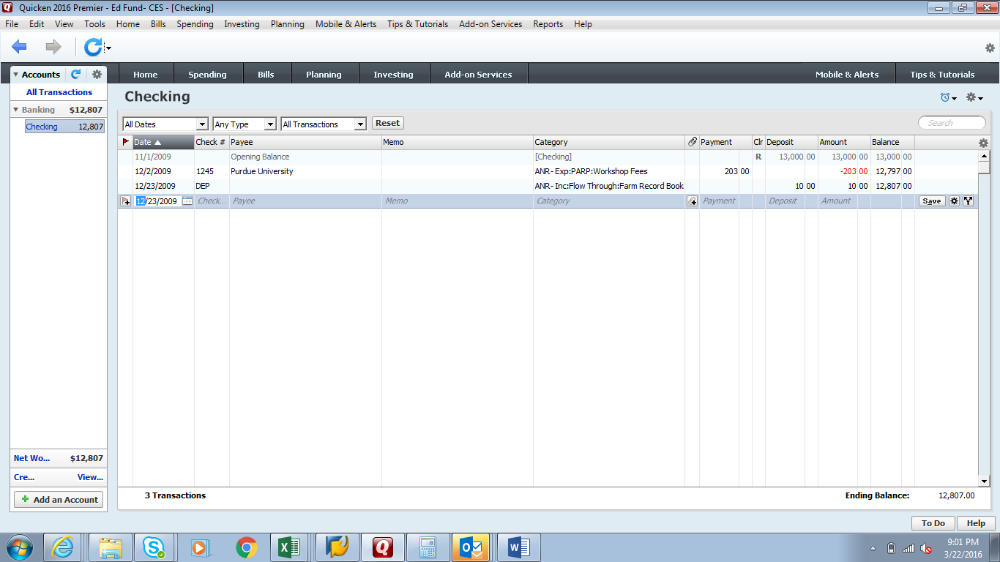 Quicken 2016 Premier - Ed Fund- CES - [Checking]
File Edit View Tools Home Bills Spending Investing Planning Mobile & Alerts Tips & Tutorials Add-on Services Reports Help
Accounts Home Spending Bills Planning Investing Add-on Services Mobile & Alerts Tips & Tutorials
All Transactions
Banking $12,807
Checking 12,807
Checking
All Dates Any Type All Transactions Reset Search
Date Check # Payee Memo Category Payment Clr Deposit Amount Balance
11/1/2009 Opening Balance [Checking] R 13,000 00 13,000 00 13,000 00
12/2/2009 1245 Purdue University ANR- Exp:PARP:Workshop Fees 203 00 -203 00 12,797 00
12/23/2009 DEP ANR- Inc:Flow Through:Farm Record Book 10 00 10 00 12,807 00
12/23/2009 Check... Payee Memo Category Payment Deposit Amount Save
Net Wo... $12,807
Cre... View...
Add an Account
3 Transactions Ending Balance: 12,807.00
To Do Help
9:01 PM
3/22/2016